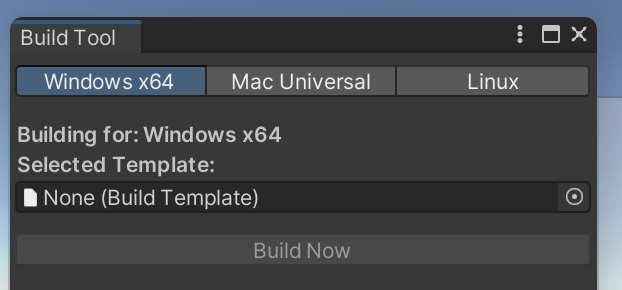 Build Tool
Windows x64 Mac Universal Linux
Building for: Windows x64
Selected Template:
None (Build Template)
Build Now